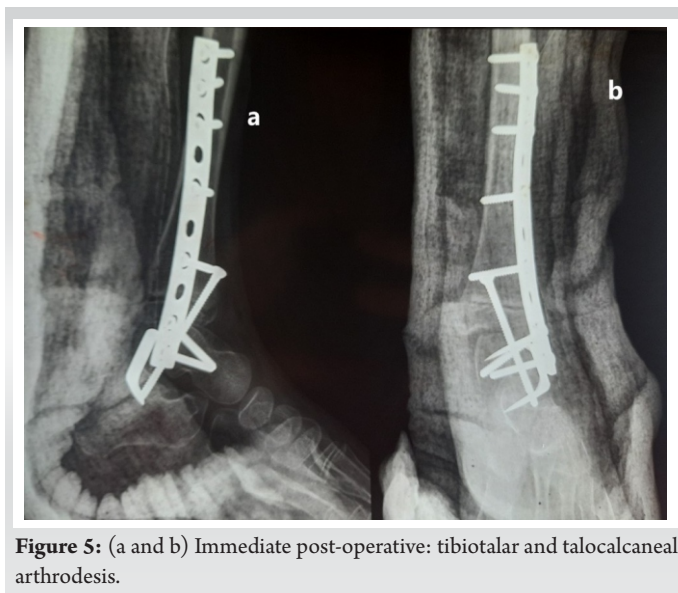 a
b
Figure 5: (a and b) Immediate post-operative: tibiotalar and talocalcaneal
arthrodesis.